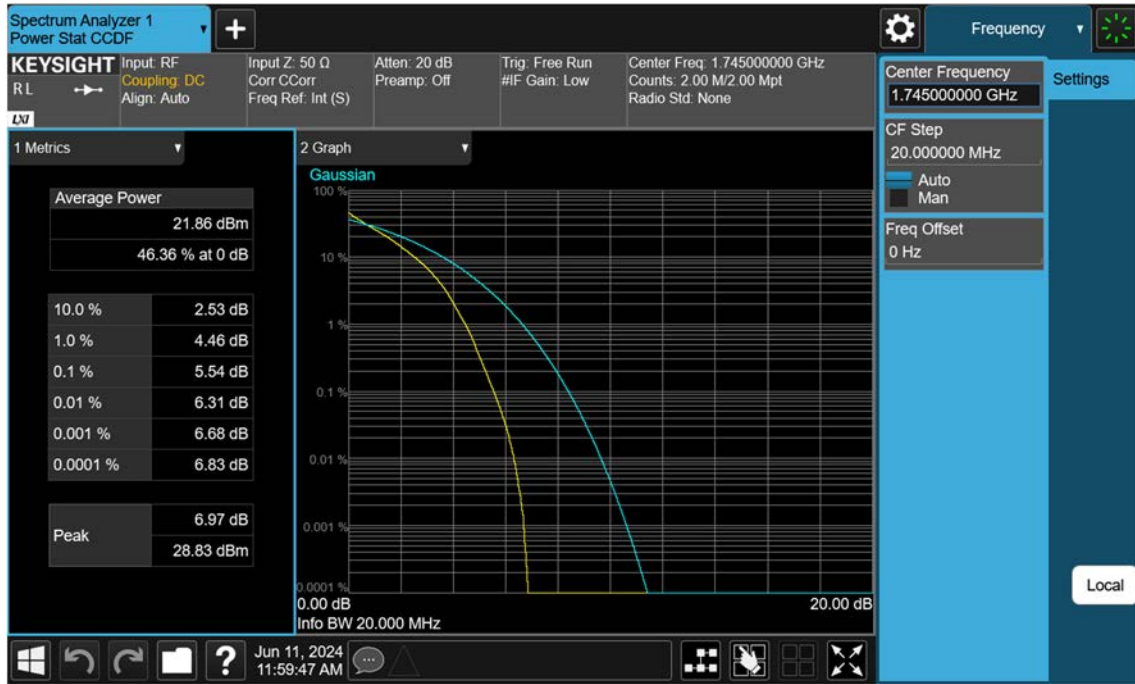 Spectrum Analyzer 1
Power Stat CCDF
Frequency
KEYSIGHT
RL
LXI
Input: RF
Coupling: DC
Align: Auto
Input Z: 50 Ω
Corr CCorr
Freq Ref: Int (S)
Atten: 20 dB
Preamp: Off
Trig: Free Run
#IF Gain: Low
Center Freq: 1.745000000 GHz
Counts: 2.00 M/2.00 Mpt
Radio Std: None
Center Frequency
1.745000000 GHz
Settings
CF Step
20.000000 MHz
Auto
Man
Freq Offset
0 Hz
Local
1 Metrics
Average Power
21.86 dBm
46.36 % at 0 dB
10.0 % 2.53 dB
1.0 % 4.46 dB
0.1 % 5.54 dB
0.01 % 6.31 dB
0.001 % 6.68 dB
0.0001 % 6.83 dB
Peak
6.97 dB
28.83 dBm
2 Graph
Gaussian
100 %
10 %
1 %
0.1 %
0.01 %
0.001 %
0.0001 %
0.00 dB 20.00 dB
Info BW 20.000 MHz
?
Jun 11, 2024
11:59:47 AM